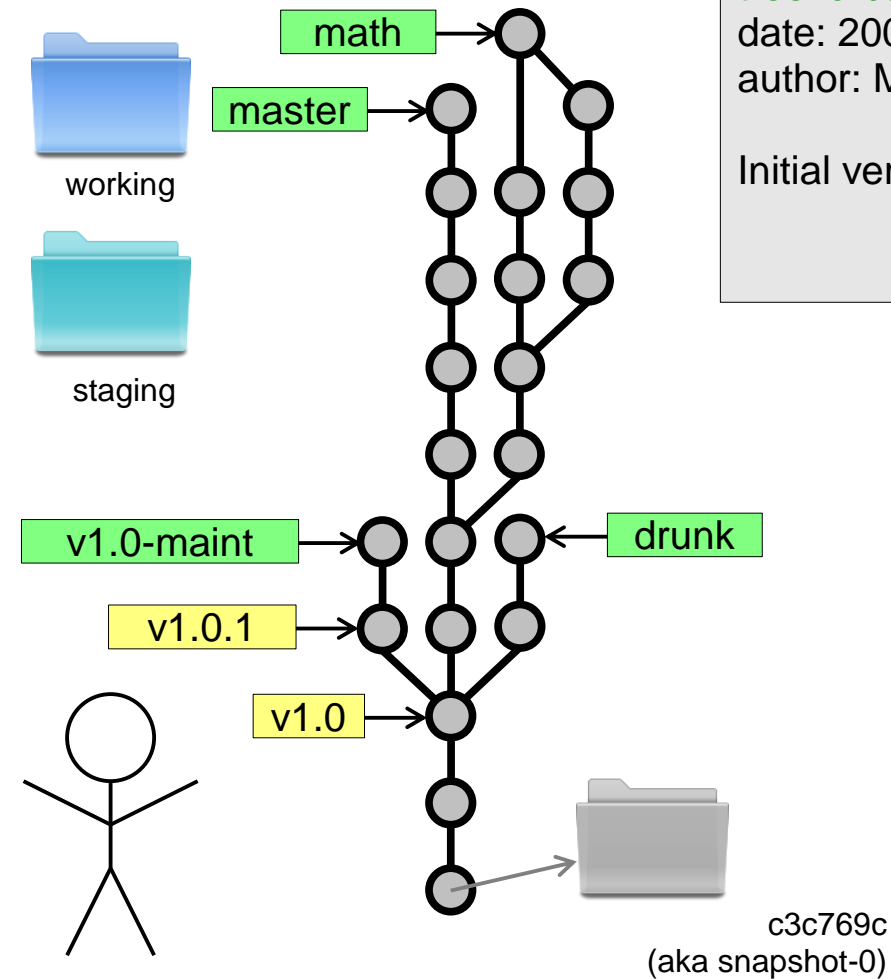 math
date: 200
author: M
master
Initial ver
working
staging
v1.0-maint
drunk
v1.0.1
v1.0
c3c769c
(aka snapshot-0)